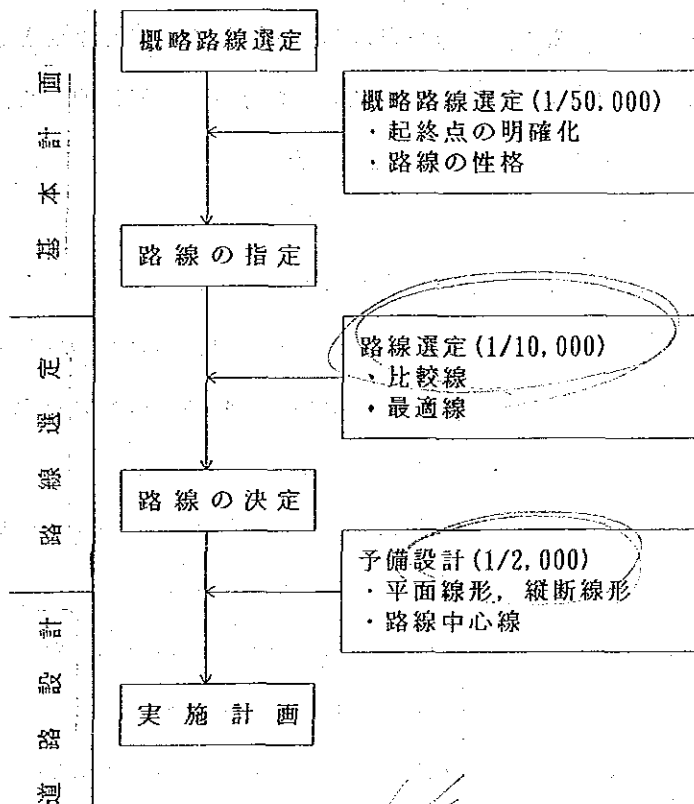 基本計画
概略路線選定
概略路線選定(1/50,000)
・起終点の明確化
・路線の性格
路線の指定
路線選定
路線選定(1/10,000)
・比較線
・最適線
路線の決定
予備設計(1/2,000)
・平面線形,縦断線形
・路線中心線
道路設計
実施計画